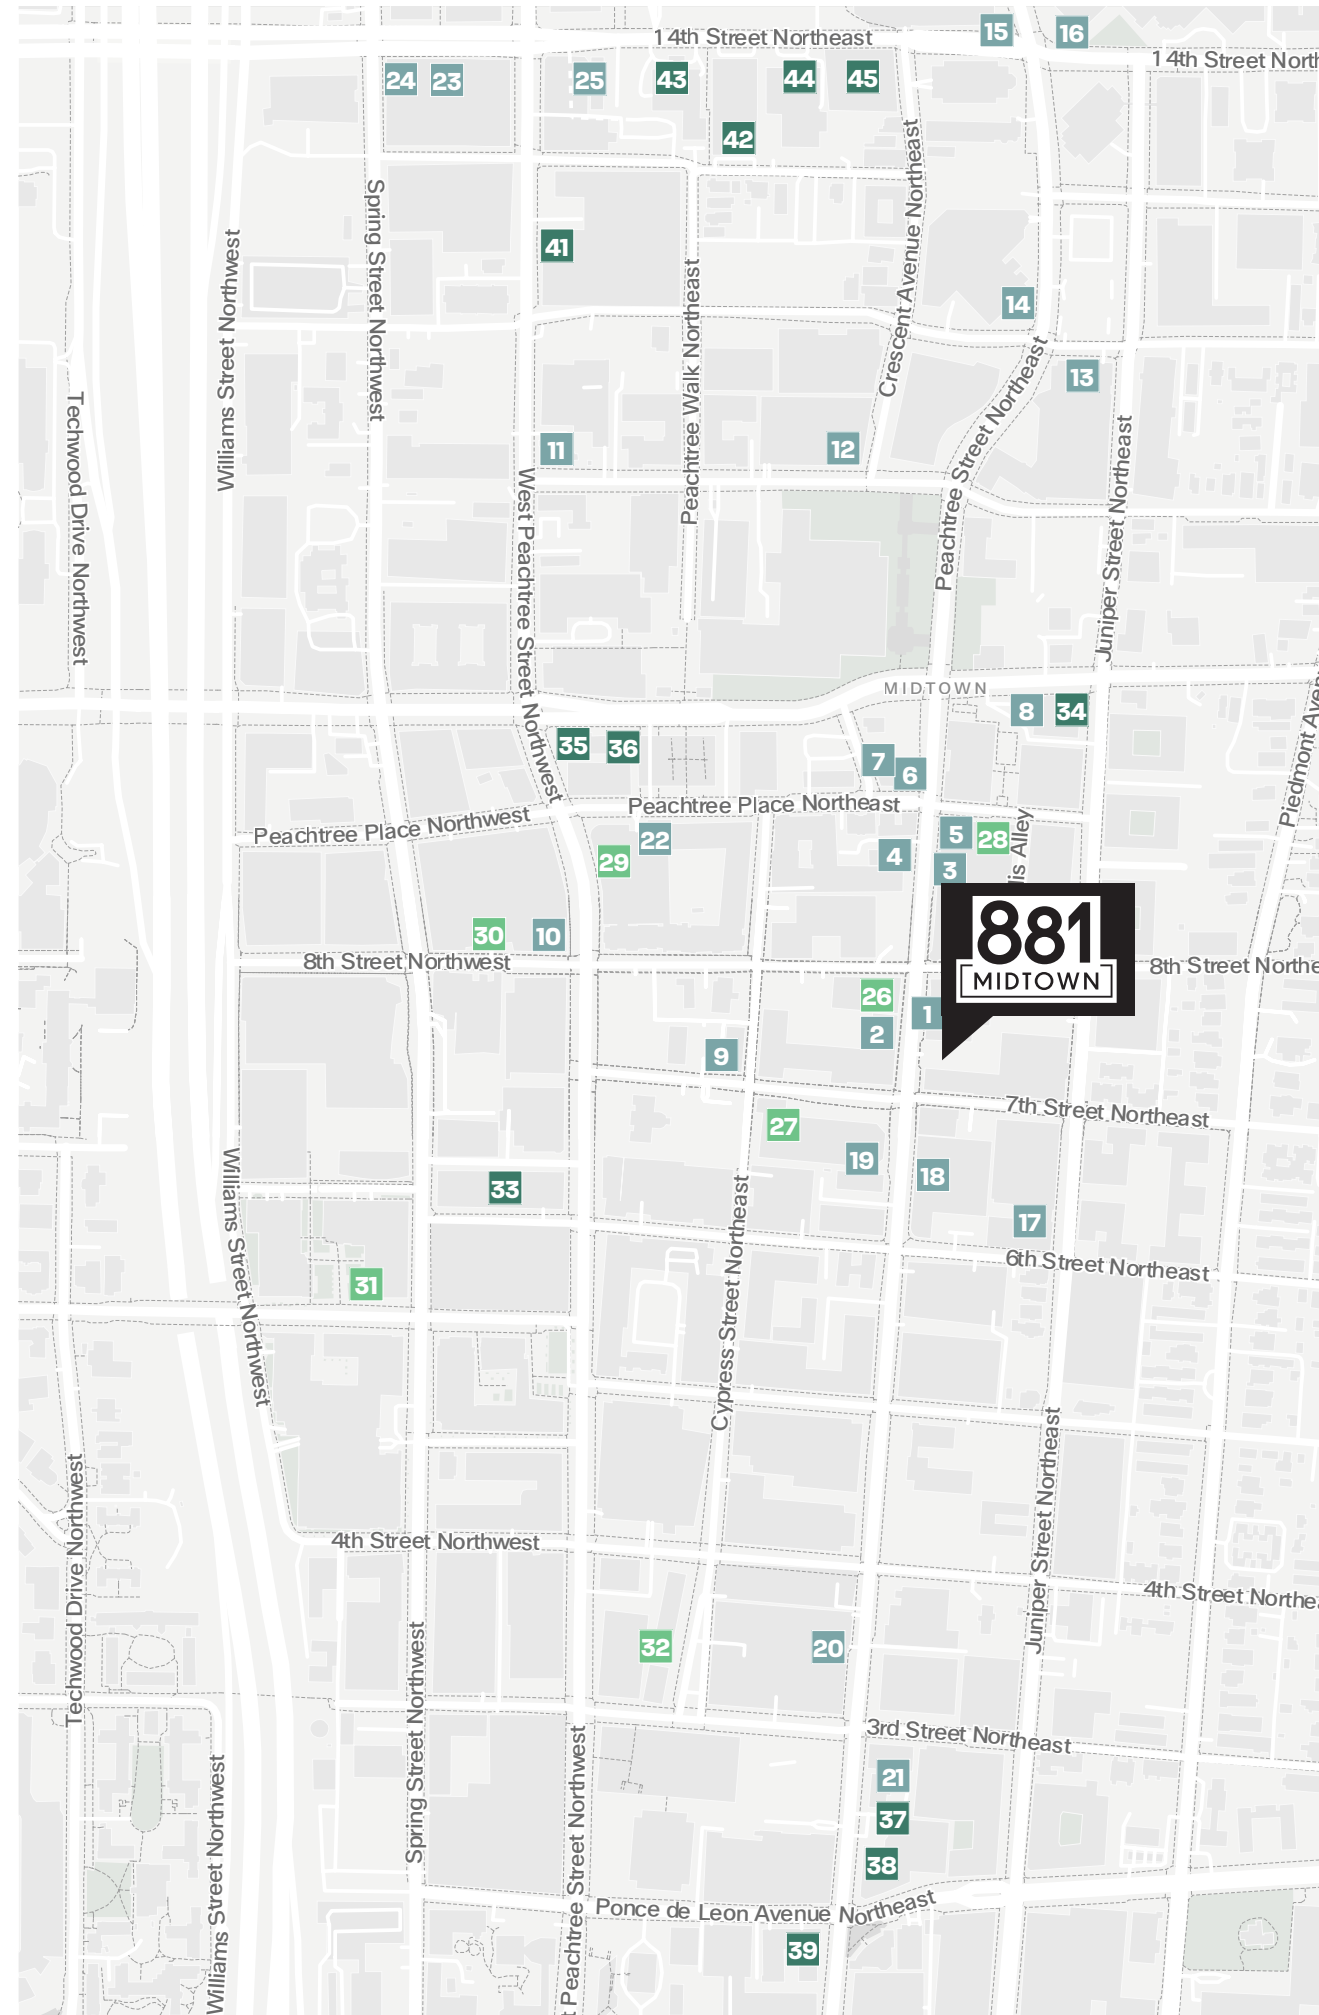 14th Street Northeast
15
16
14th Street North
24
23
25
43
44
45
42
Crescent Avenue Northeast
Spring Street Northwest
Williams Street Northwest
41
Peachtree Walk Northeast
14
Peachtree Street Northeast
13
Techwood Drive Northwest
Juniper Street Northeast
11
12
West Peachtree Street Northwest
MIDTOWN
8
34
Piedmont Aven
35
36
7
6
Peachtree Place Northeast
Peachtree Place Northwest
22
29
5
28
lis Alley
4
3
881
MIDTOWN
30
10
8th Street Northwest
8th Street Northe
26
1
2
9
7th Street Northeast
27
19
18
33
Williams Street Northwest
Cypress Street Northeast
17
6th Street Northeast
31
Techwood Drive Northwest
Juniper Street Northeast
4th Street Northwest
4th Street Northea
Spring Street Northwest
32
20
3rd Street Northeast
Williams Street Northwest
t Peachtree Street Northwest
21
37
38
Ponce de Leon Avenue Northeast
39